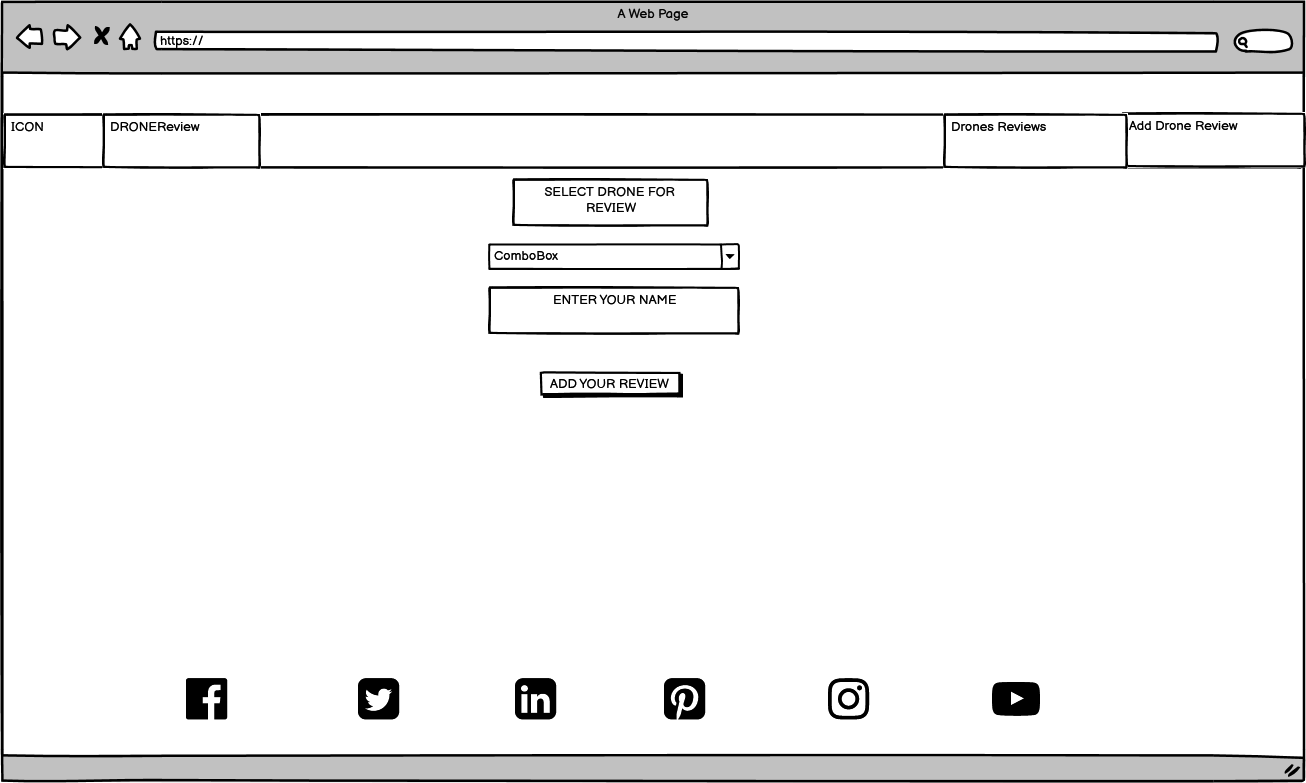 A Web Page
https://
ICON
DRONEReview
Drones Reviews
Add Drone Review
SELECT DRONE FOR
REVIEW
ComboBox
ENTER YOUR NAME
ADD YOUR REVIEW